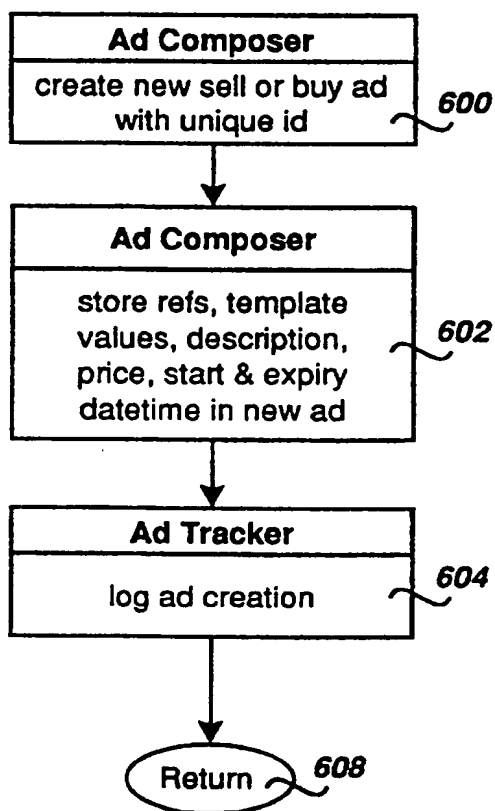 Ad Composer
create new sell or buy ad
with unique id
600
Ad Composer
store refs, template
values, description,
price, start & expiry
datetime in new ad
602
Ad Tracker
log ad creation
604
Return
608